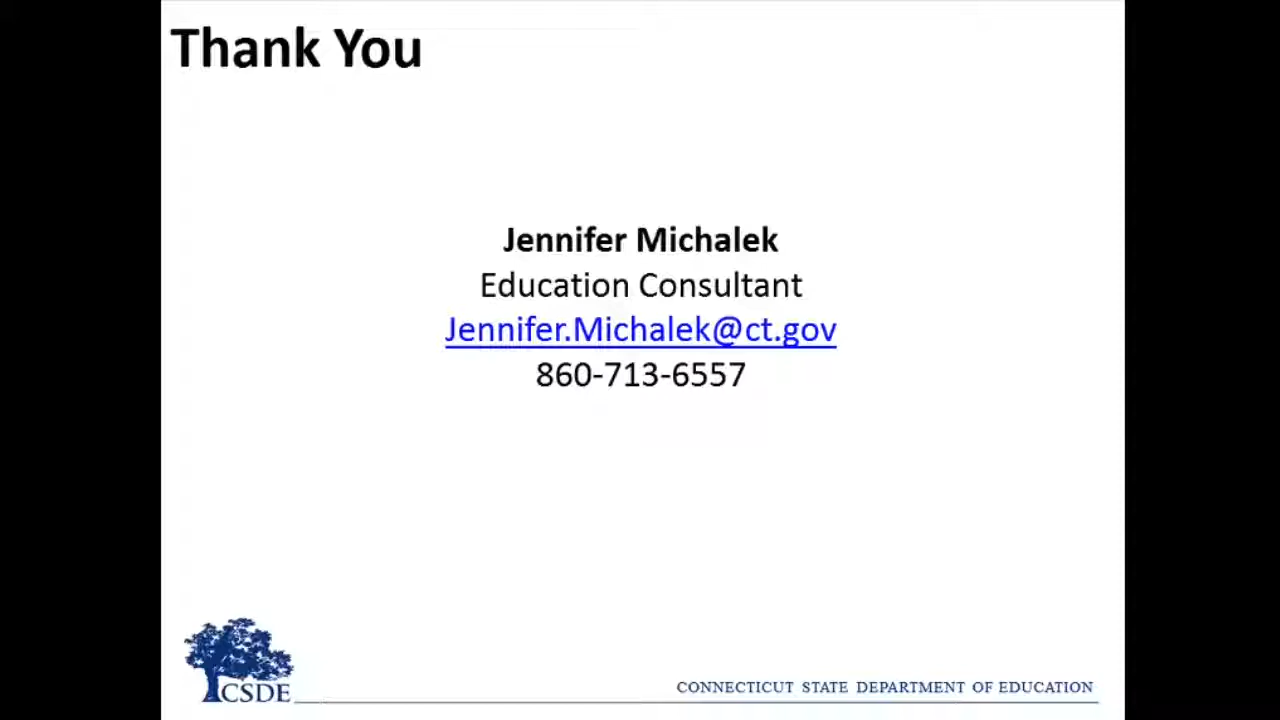 Thank You
Jennifer Michalek
Education Consultant
Jennifer.Michalek@ct.gov
860-713-6557
CSDE
CONNECTICUT STATE DEPARTMENT OF EDUCATION